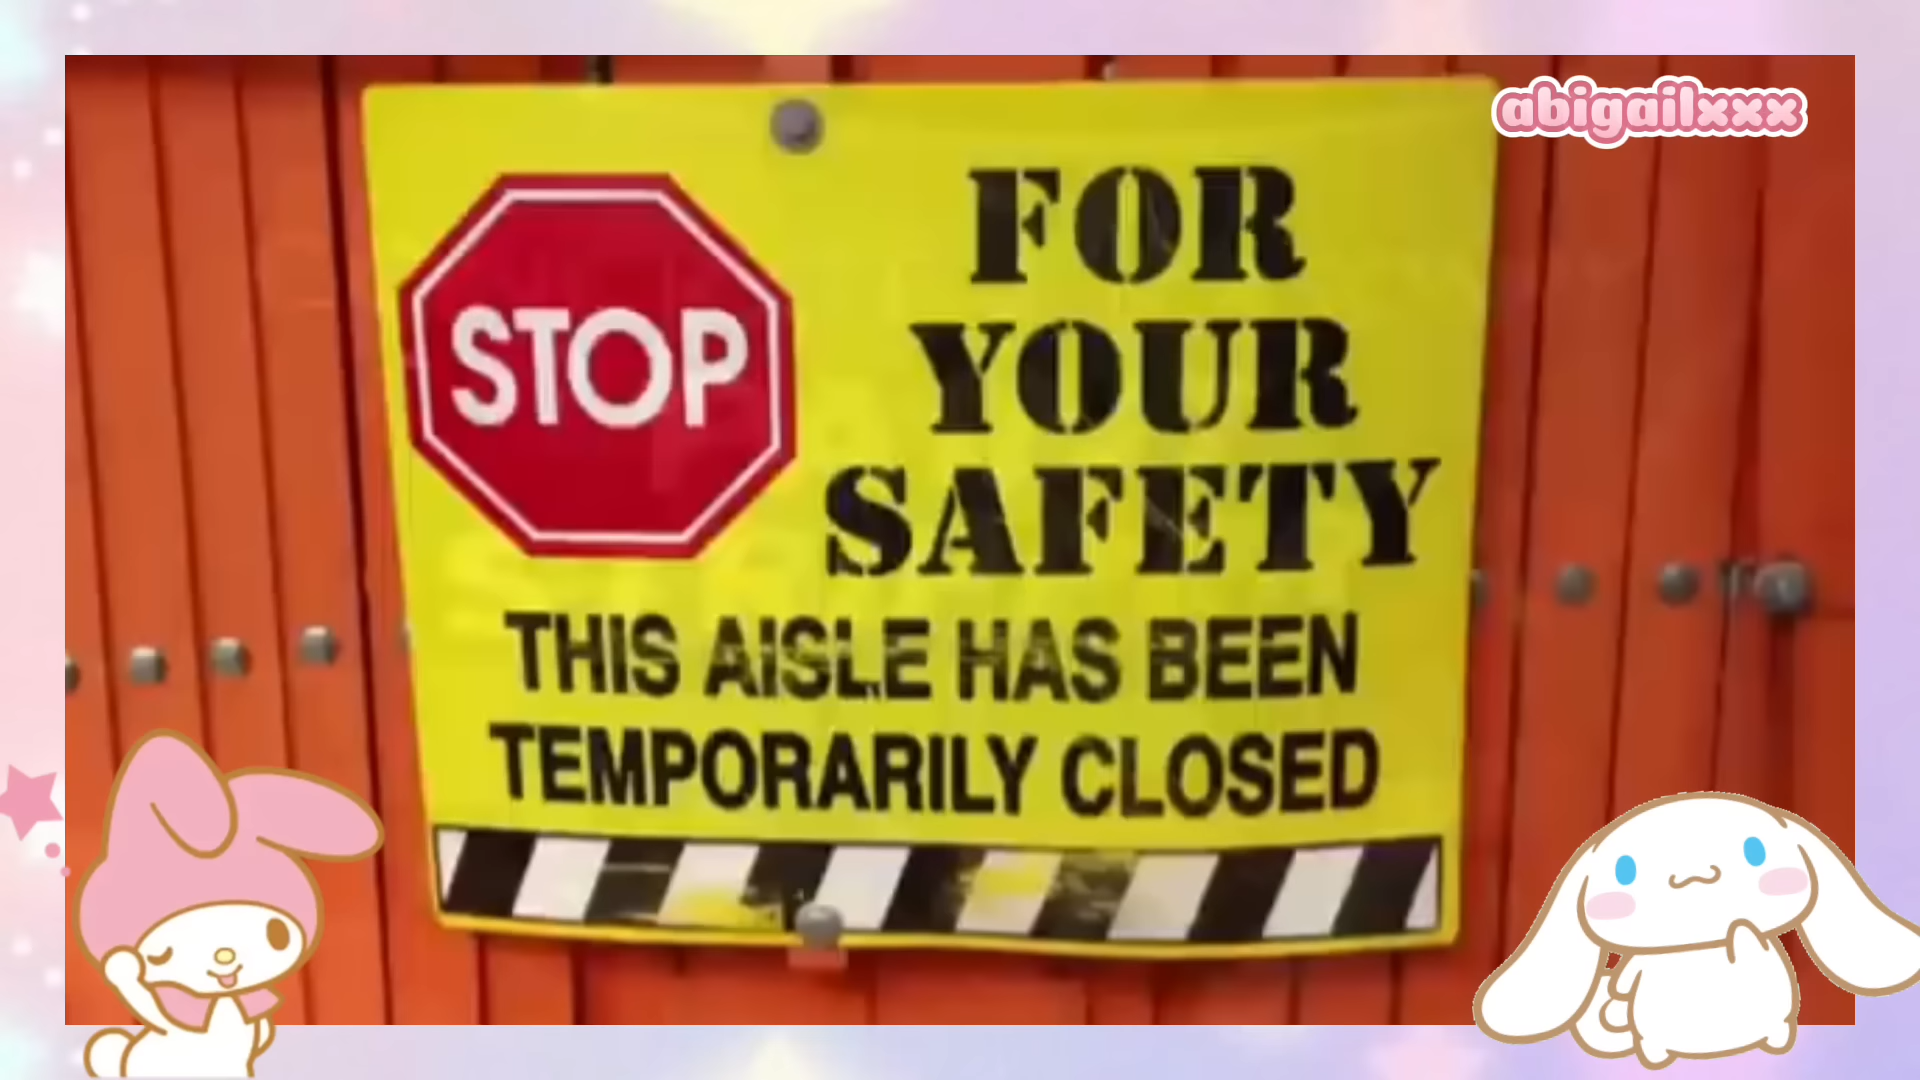 abigailxxx
STOP
FOR
YOUR
SAFETY
THIS AISLE HAS BEEN
TEMPORARILY CLOSED